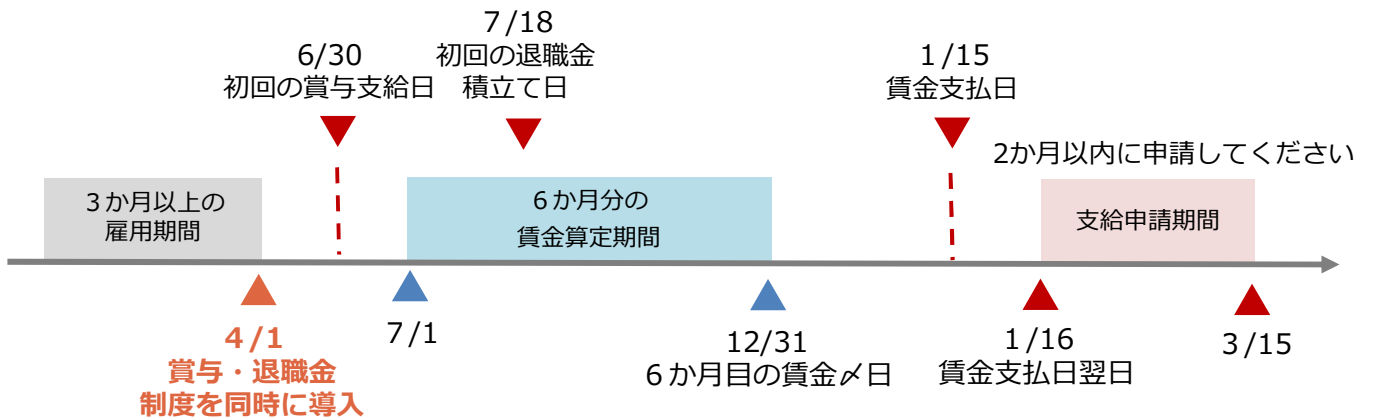 6/30
初回の賞与支給日
7/18
初回の退職金
積立て日
1/15
賃金支払日
2か月以内に申請してください
3か月以上の
雇用期間
6か月分の
賃金算定期間
支給申請期間
4/1
賞与・退職金
制度を同時に導入
7/1
12/31
6か月目の賃金〆日
1/16
賃金支払日翌日
3/15